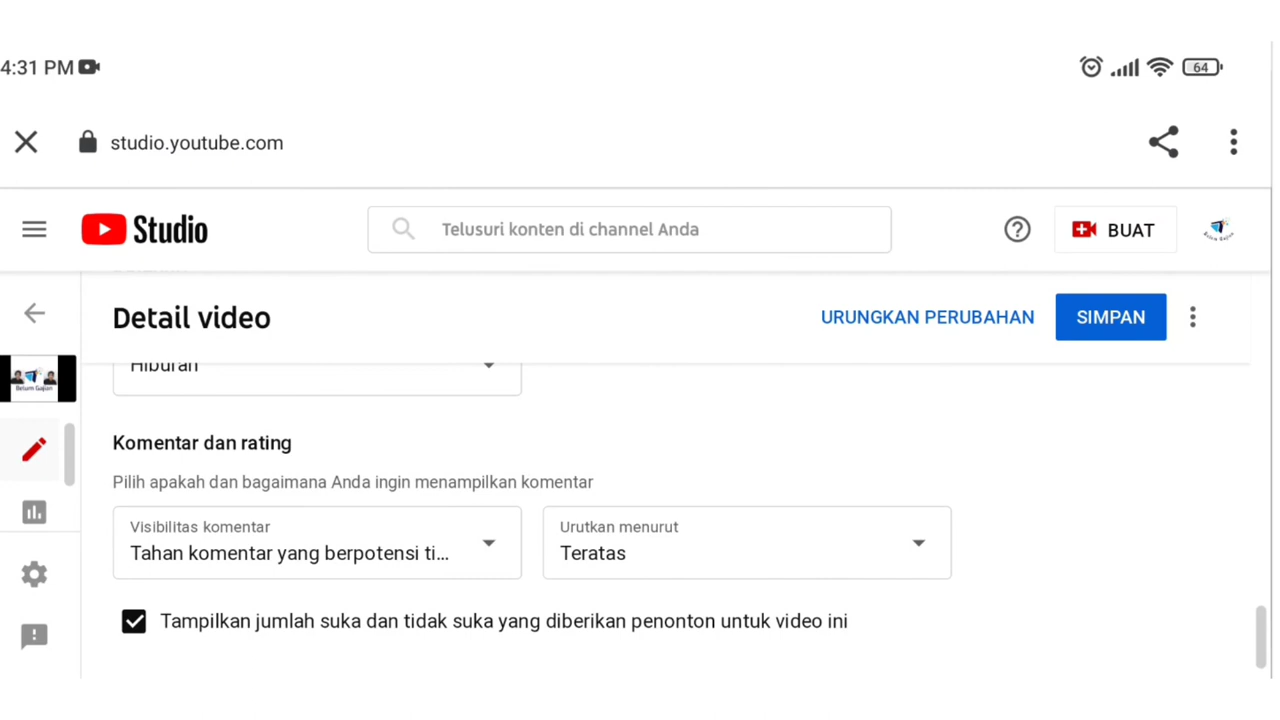 4:31 PM
64
studio.youtube.com
Studio
Telusuri konten di channel Anda
BUAT
Detail video
URUNGKAN PERUBAHAN
SIMPAN
Belum Gajian
Hiburan
Komentar dan rating
Pilih apakah dan bagaimana Anda ingin menampilkan komentar
Visibilitas komentar
Tahan komentar yang berpotensi ti...
Urutkan menurut
Teratas
Tampilkan jumlah suka dan tidak suka yang diberikan penonton untuk video ini